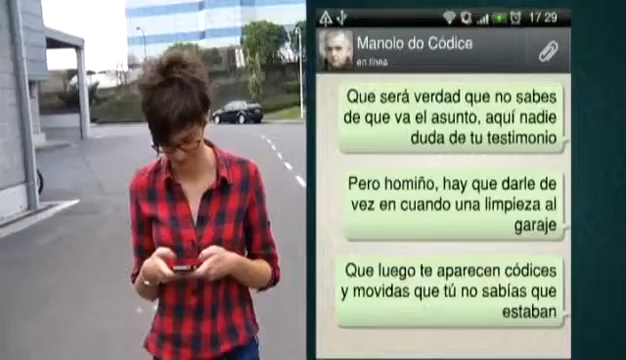 17 29
Manolo do Códice
en línea
Que será verdad que no sabes
de que va el asunto, aquí nadie
duda de tu testimonio
Pero homiño, hay que darle de
vez en cuando una limpieza al
garaje
Que luego te aparecen códices
y movidas que tú no sabías que
estaban